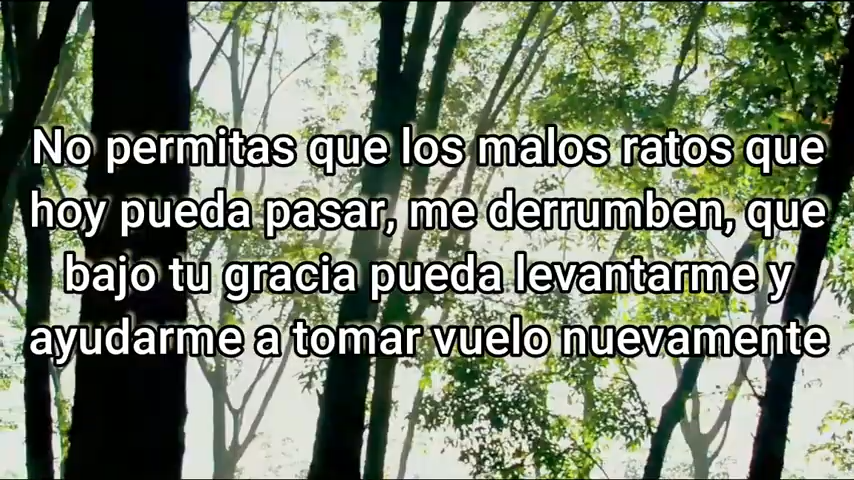 No permitas que los malos ratos que
hoy pueda pasar, me derrumben, que
bajo tu gracia pueda levantarme y
ayudarme a tomar vuelo nuevamente